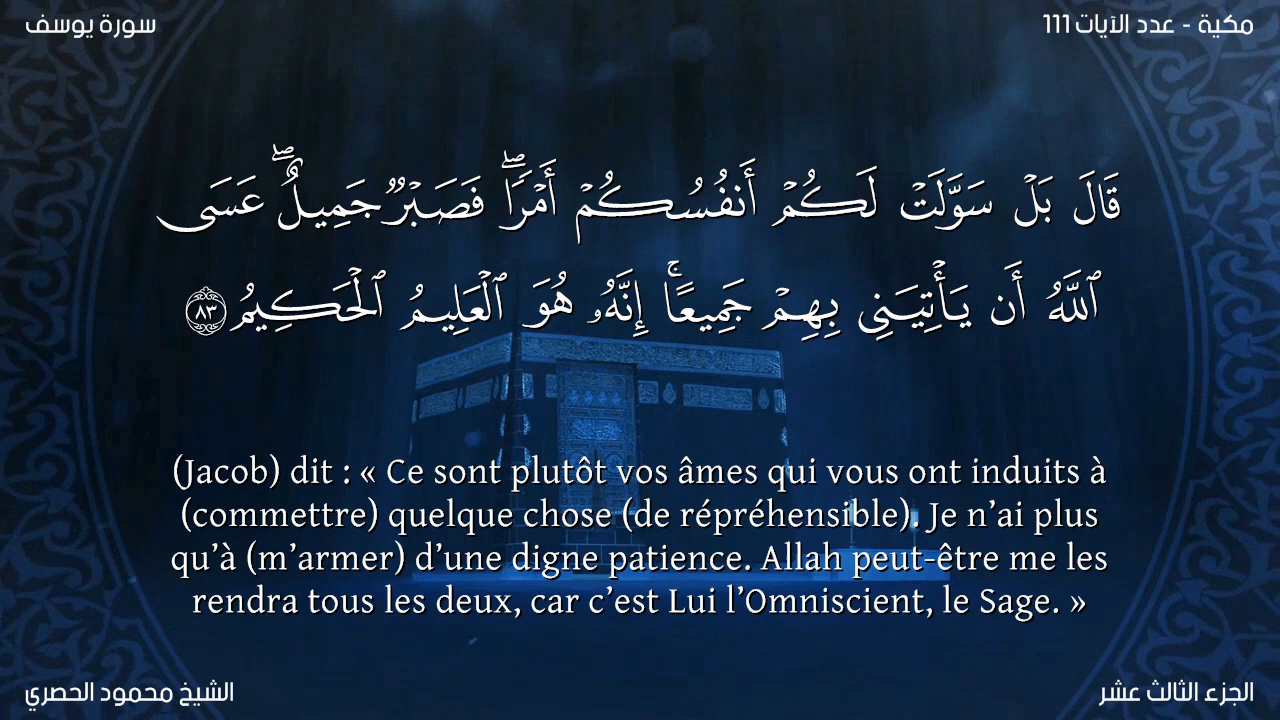 سورة يوسف
مكية - عدد الآيات 111
قَالَ بَلْ سَوَّلَتْ لَكُمْ أَنفُسُكُمْ أَمْرًاۖ فَصَبْرٌ جَمِيلٌۖ عَسَى
ٱللَّهُ أَن يَأْتِيَنِى بِهِمْ جَمِيعًاۚ إِنَّهُۥ هُوَ ٱلْعَلِيمُ ٱلْحَكِيمُ ٨٣
(Jacob) dit : « Ce sont plutôt vos âmes qui vous ont induits à
(commettre) quelque chose (de répréhensible). Je n’ai plus
qu’à (m’armer) d’une digne patience. Allah peut-être me les
rendra tous les deux, car c’est Lui l’Omniscient, le Sage. »
الشيخ محمود الحصري
الجزء الثالث عشر